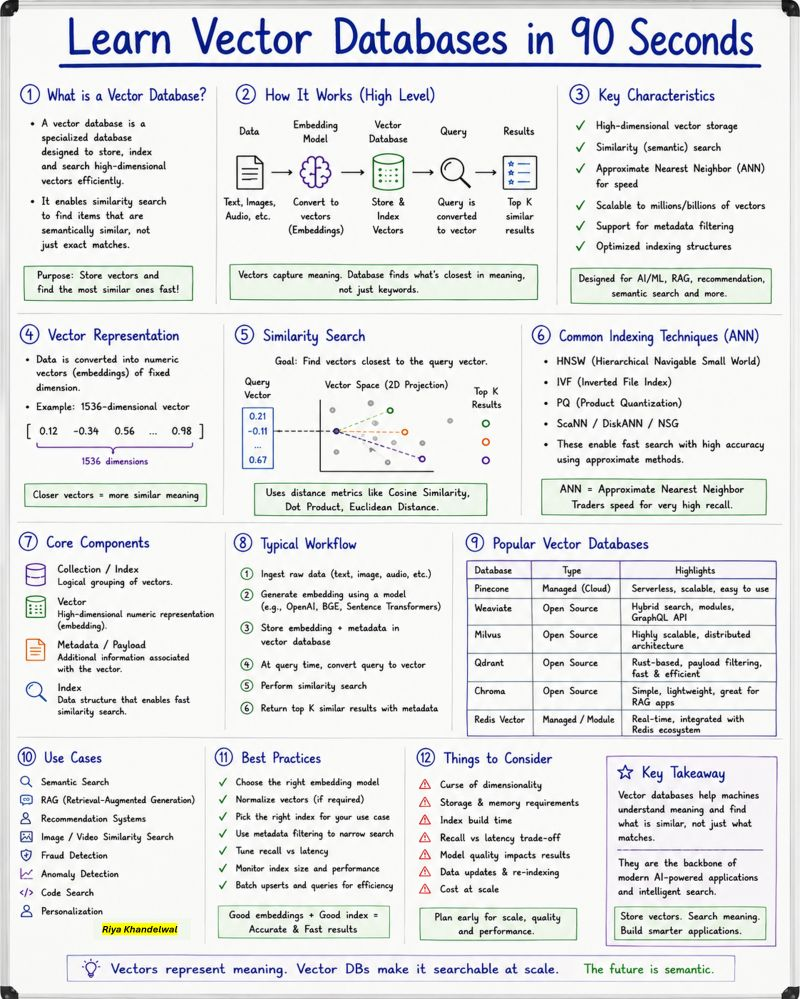 Learn Vector Databases in 90 Seconds
1 What is a Vector Database?
• A vector database is a
specialized database
designed to store, index
and search high-dimensional
vectors efficiently.
• It enables similarity search
to find items that are
semantically similar, not
just exact matches.
Purpose: Store vectors and
find the most similar ones fast!
2 How It Works (High Level)
Data
Text, Images,
Audio, etc.
Embedding
Model
Convert to
vectors
(Embeddings)
Vector
Database
Store &
Index
Vectors
Query
Query is
converted
to vector
Results
Top K
similar
results
Vectors capture meaning. Database finds what's closest in meaning,
not just keywords.
3 Key Characteristics
✓ High-dimensional vector storage
✓ Similarity (semantic) search
✓ Approximate Nearest Neighbor (ANN)
for speed
✓ Scalable to millions/billions of vectors
✓ Support for metadata filtering
✓ Optimized indexing structures
Designed for AI/ML, RAG, recommendation,
semantic search and more.
4 Vector Representation
• Data is converted into numeric
vectors (embeddings) of fixed
dimension.
• Example: 1536-dimensional vector
[ 0.12 -0.34 0.56 ... 0.98 ]
1536 dimensions
Closer vectors = more similar meaning
5 Similarity Search
Goal: Find vectors closest to the query vector.
Query
Vector
0.21
-0.11
...
0.67
Vector Space (2D Projection)
Top K
Results
Uses distance metrics like Cosine Similarity,
Dot Product, Euclidean Distance.
6 Common Indexing Techniques (ANN)
• HNSW (Hierarchical Navigable Small World)
• IVF (Inverted File Index)
• PQ (Product Quantization)
• ScaNN / DiskANN / NSG
• These enable fast search with high accuracy
using approximate methods.
ANN = Approximate Nearest Neighbor
Traders speed for very high recall.
7 Core Components
Collection / Index
Logical grouping of vectors.
Vector
High-dimensional numeric representation
(embedding).
Metadata / Payload
Additional information associated
with the vector.
Index
Data structure that enables fast
similarity search.
8 Typical Workflow
1 Ingest raw data (text, image, audio, etc.)
2 Generate embedding using a model
(e.g., OpenAI, BGE, Sentence Transformers)
3 Store embedding + metadata in
vector database
4 At query time, convert query to vector
5 Perform similarity search
6 Return top K similar results with metadata
9 Popular Vector Databases
Database Type Highlights
Pinecone Managed (Cloud) Serverless, scalable, easy to use
Weaviate Open Source Hybrid search, modules,
GraphQL API
Milvus Open Source Highly scalable, distributed
architecture
Qdrant Open Source Rust-based, payload filtering,
fast & efficient
Chroma Open Source Simple, lightweight, great for
RAG apps
Redis Vector Managed / Module Real-time, integrated with
Redis ecosystem
10 Use Cases
Semantic Search
RAG (Retrieval-Augmented Generation)
Recommendation Systems
Image / Video Similarity Search
Fraud Detection
Anomaly Detection
</> Code Search
Personalization
Riya Khandelwal
11 Best Practices
✓ Choose the right embedding model
✓ Normalize vectors (if required)
✓ Pick the right index for your use case
✓ Use metadata filtering to narrow search
✓ Tune recall vs latency
✓ Monitor index size and performance
✓ Batch upserts and queries for efficiency
Good embeddings + Good index =
Accurate & Fast results
12 Things to Consider
Curse of dimensionality
Storage & memory requirements
Index build time
Recall vs latency trade-off
Model quality impacts results
Data updates & re-indexing
Cost at scale
Plan early for scale, quality
and performance.
Key Takeaway
Vector databases help machines
understand meaning and find
what is similar, not just what
matches.
They are the backbone of
modern AI-powered applications
and intelligent search.
Store vectors. Search meaning.
Build smarter applications.
Vectors represent meaning. Vector DBs make it searchable at scale. The future is semantic.